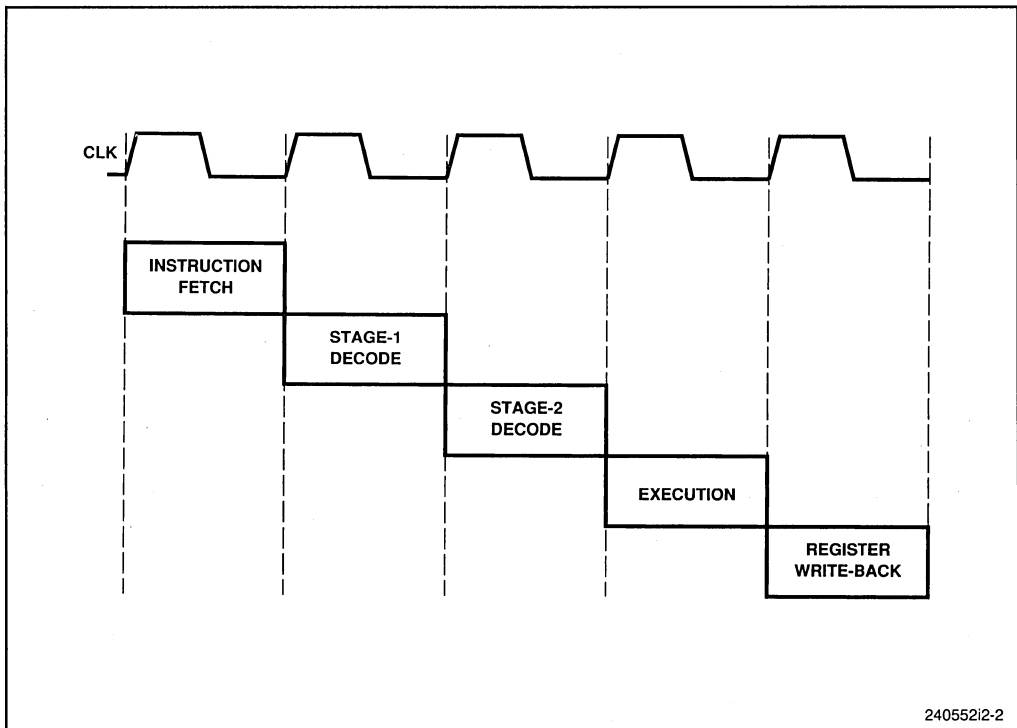 CLK
INSTRUCTION
FETCH
STAGE-1
DECODE
STAGE-2
DECODE
EXECUTION
REGISTER
WRITE-BACK
240552i2-2